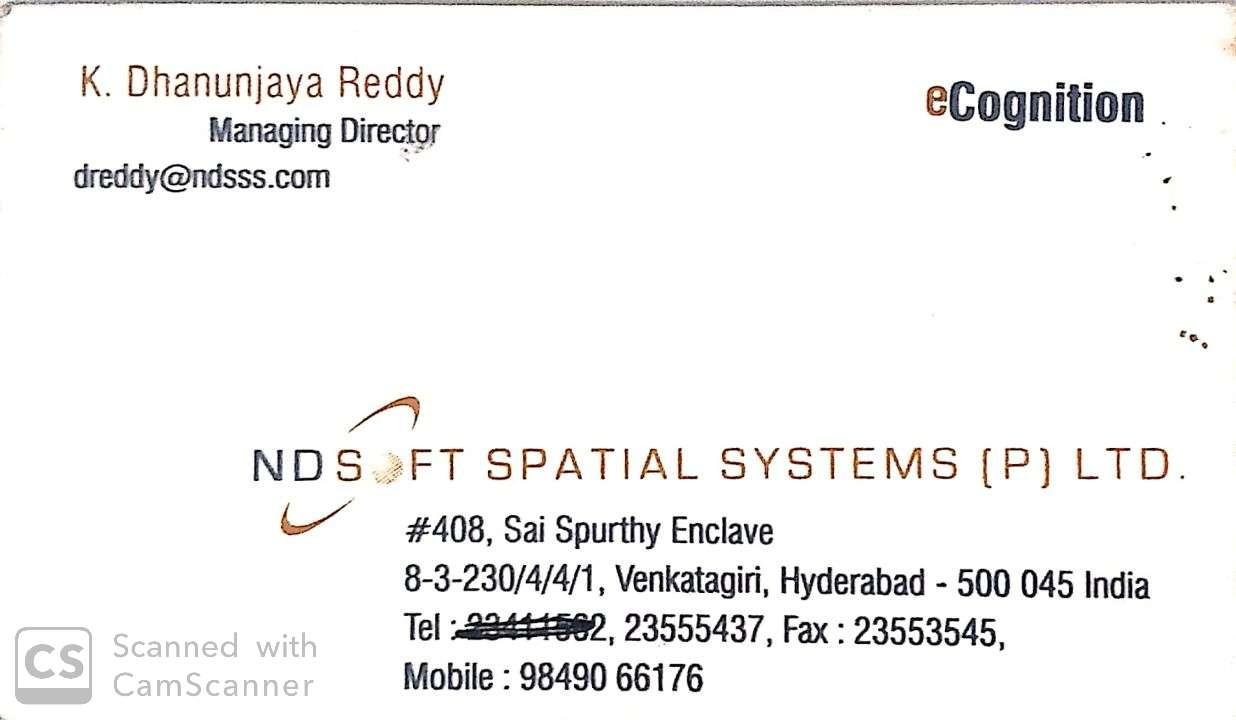 K. Dhanunjaya Reddy
Managing Director
dreddy@ndsss.com
eCognition
NDSOFT SPATIAL SYSTEMS (P) LTD.
#408, Sai Spurthy Enclave
8-3-230/4/4/1, Venkatagiri, Hyderabad - 500 045 India
Tel : 23555437, Fax : 23553545,
Mobile : 98490 66176
CS Scanned with
CamScanner